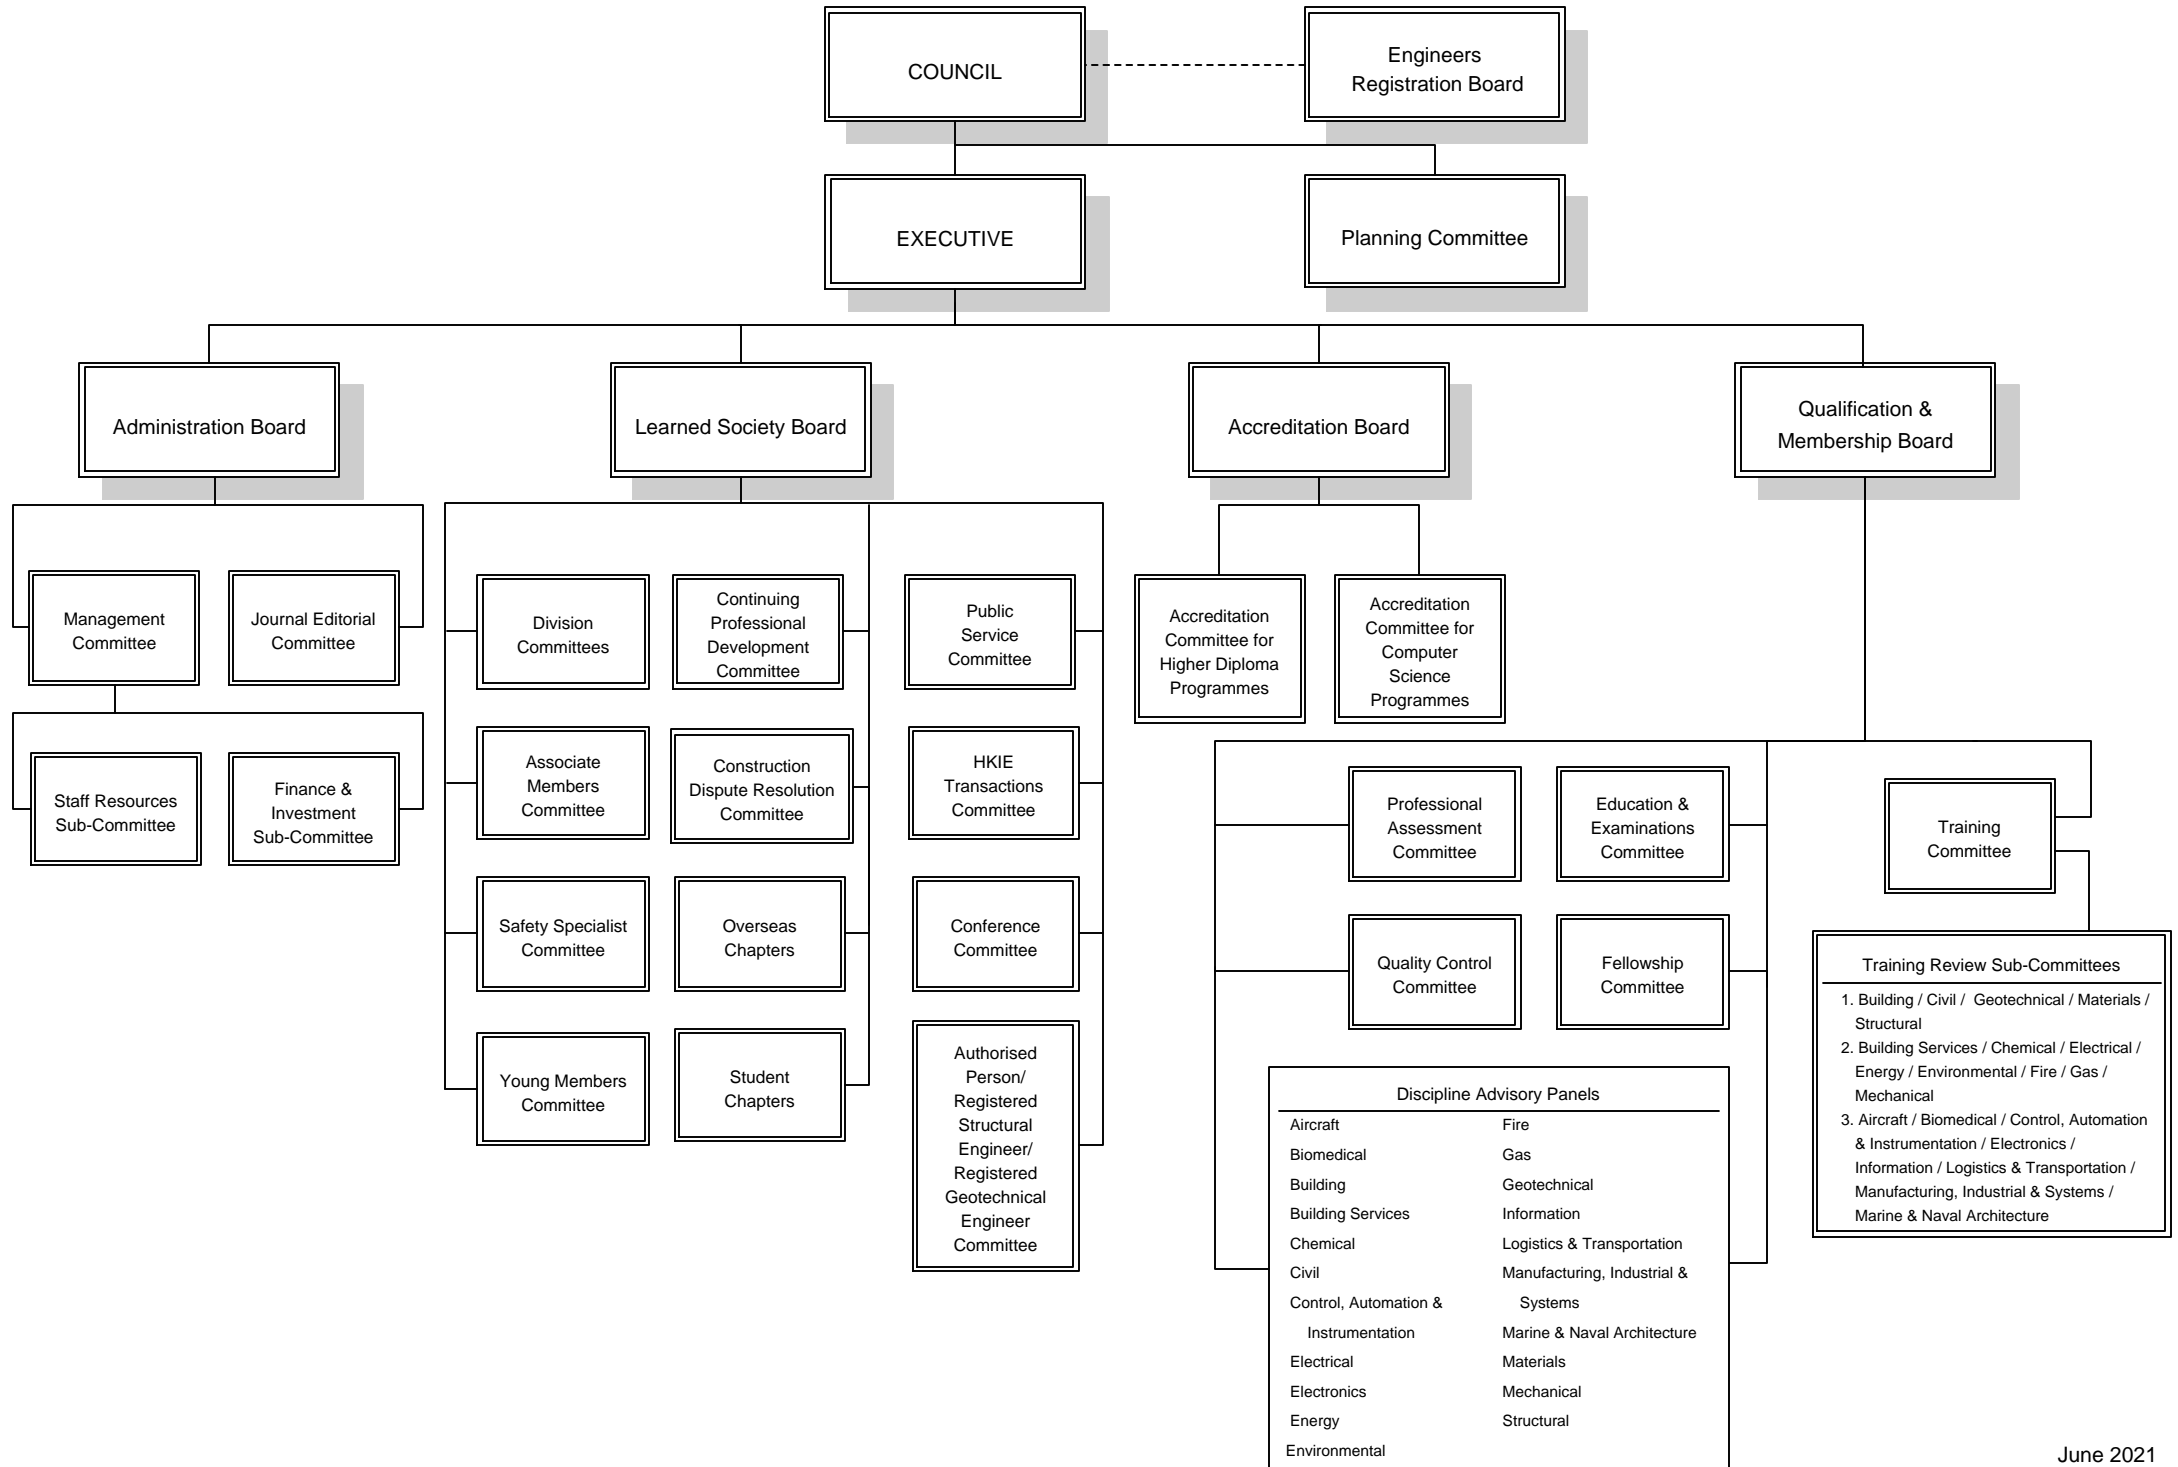 COUNCIL
Engineers
Registration Board
EXECUTIVE
Planning Committee
Administration Board
Learned Society Board
Accreditation Board
Qualification &
Membership Board
Management
Committee
Journal Editorial
Committee
Staff Resources
Sub-Committee
Finance &
Investment
Sub-Committee
Division
Committees
Continuing
Professional
Development
Committee
Public
Service
Committee
Associate
Members
Committee
Construction
Dispute Resolution
Committee
HKIE
Transactions
Committee
Safety Specialist
Committee
Overseas
Chapters
Conference
Committee
Young Members
Committee
Student
Chapters
Authorised
Person/
Registered
Structural
Engineer/
Registered
Geotechnical
Engineer
Committee
Accreditation
Committee for
Higher Diploma
Programmes
Accreditation
Committee for
Computer
Science
Programmes
Professional
Assessment
Committee
Education &
Examinations
Committee
Training
Committee
Quality Control
Committee
Fellowship
Committee
Training Review Sub-Committees
1. Building / Civil / Geotechnical / Materials /
Structural
2. Building Services / Chemical / Electrical /
Energy / Environmental / Fire / Gas /
Mechanical
3. Aircraft / Biomedical / Control, Automation
& Instrumentation / Electronics /
Information / Logistics & Transportation /
Manufacturing, Industrial & Systems /
Marine & Naval Architecture
Discipline Advisory Panels
Aircraft
Biomedical
Building
Building Services
Chemical
Civil
Control, Automation &
Instrumentation
Electrical
Electronics
Energy
Environmental
Fire
Gas
Geotechnical
Information
Logistics & Transportation
Manufacturing, Industrial &
Systems
Marine & Naval Architecture
Materials
Mechanical
Structural
June 2021